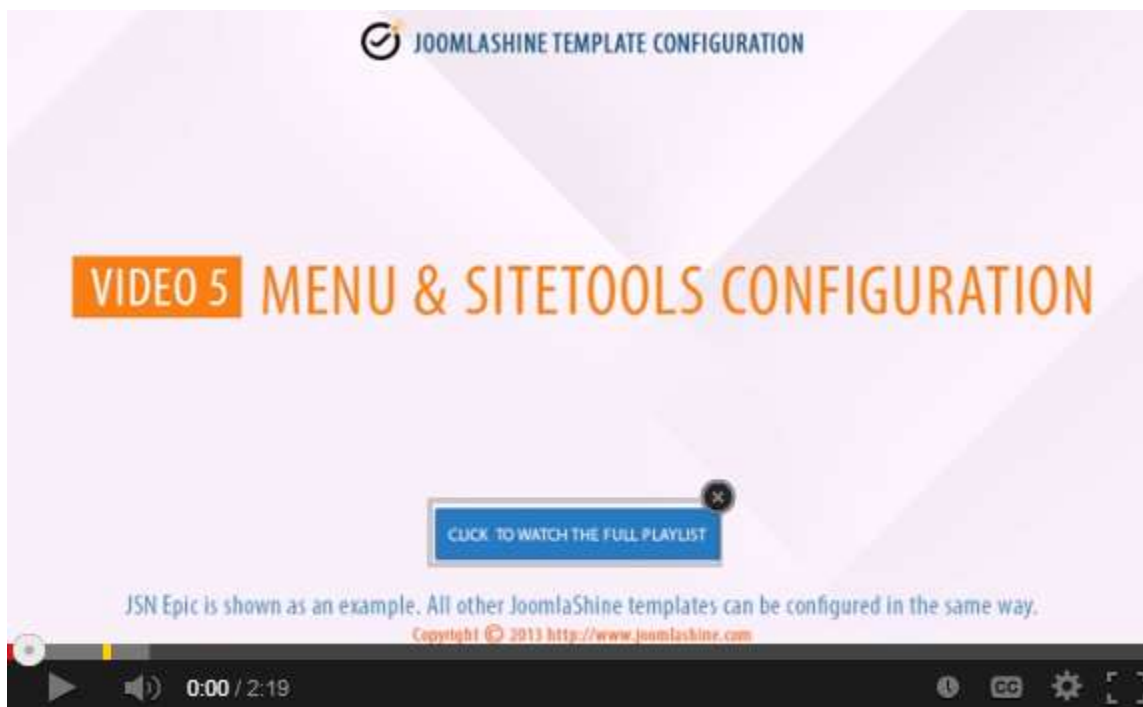 JOOMLASHINE TEMPLATE CONFIGURATION
VIDEO 5 MENU & SITETOOLS CONFIGURATION
CLICK TO WATCH THE FULL PLAYLIST
JSN Epic is shown as an example. All other JoomlaShine templates can be configured in the same way.
Copyright © 2013 http://www.joomlashine.com
0:00 / 2:19
CC